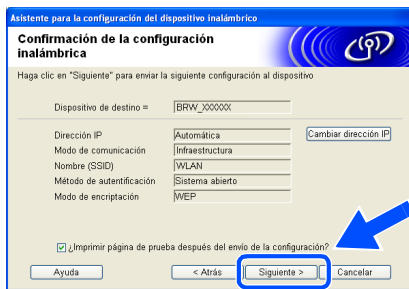 Asistente para la configuración del dispositivo inalámbrico
Confirmación de la configuración
inalámbrica
Haga clic en "Siguiente" para enviar la siguiente configuración al dispositivo
Dispositivo de destino = BRW_XXXXXX
Dirección IP Automática Cambiar dirección IP
Modo de comunicación Infraestructura
Nombre (SSID) WLAN
Método de autentificación Sistema abierto
Modo de encriptación WEP
¿Imprimir página de prueba después del envío de la configuración?
Ayuda < Atrás Siguiente > Cancelar